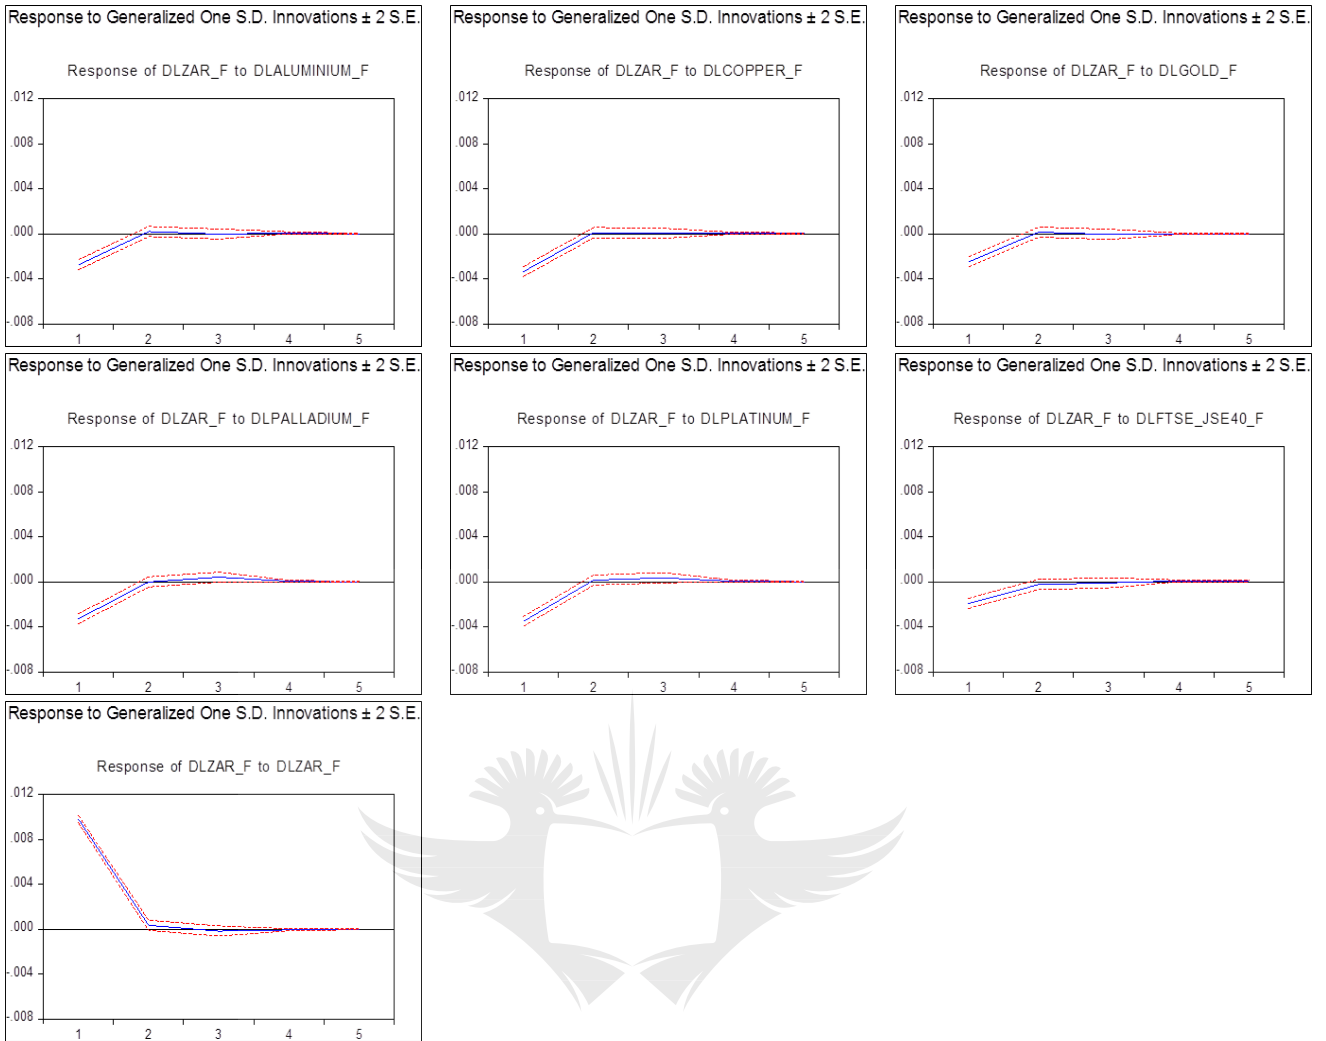 Response to Generalized One S.D. Innovations ± 2 S.E.
Response of DLZAR_F to DLALUMINIUM_F
.012
.008
.004
.000
-.004
-.008
1 2 3 4 5
Response to Generalized One S.D. Innovations ± 2 S.E.
Response of DLZAR_F to DLCOPPER_F
.012
.008
.004
.000
-.004
-.008
1 2 3 4 5
Response to Generalized One S.D. Innovations ± 2 S.E.
Response of DLZAR_F to DLGOLD_F
.012
.008
.004
.000
-.004
-.008
1 2 3 4 5
Response to Generalized One S.D. Innovations ± 2 S.E.
Response of DLZAR_F to DLPALLADIUM_F
.012
.008
.004
.000
-.004
-.008
1 2 3 4 5
Response to Generalized One S.D. Innovations ± 2 S.E.
Response of DLZAR_F to DLPLATINUM_F
.012
.008
.004
.000
-.004
-.008
1 2 3 4 5
Response to Generalized One S.D. Innovations ± 2 S.E.
Response of DLZAR_F to DLFTSE_JSE40_F
.012
.008
.004
.000
-.004
-.008
1 2 3 4 5
Response to Generalized One S.D. Innovations ± 2 S.E.
Response of DLZAR_F to DLZAR_F
.012
.008
.004
.000
-.004
-.008
1 2 3 4 5